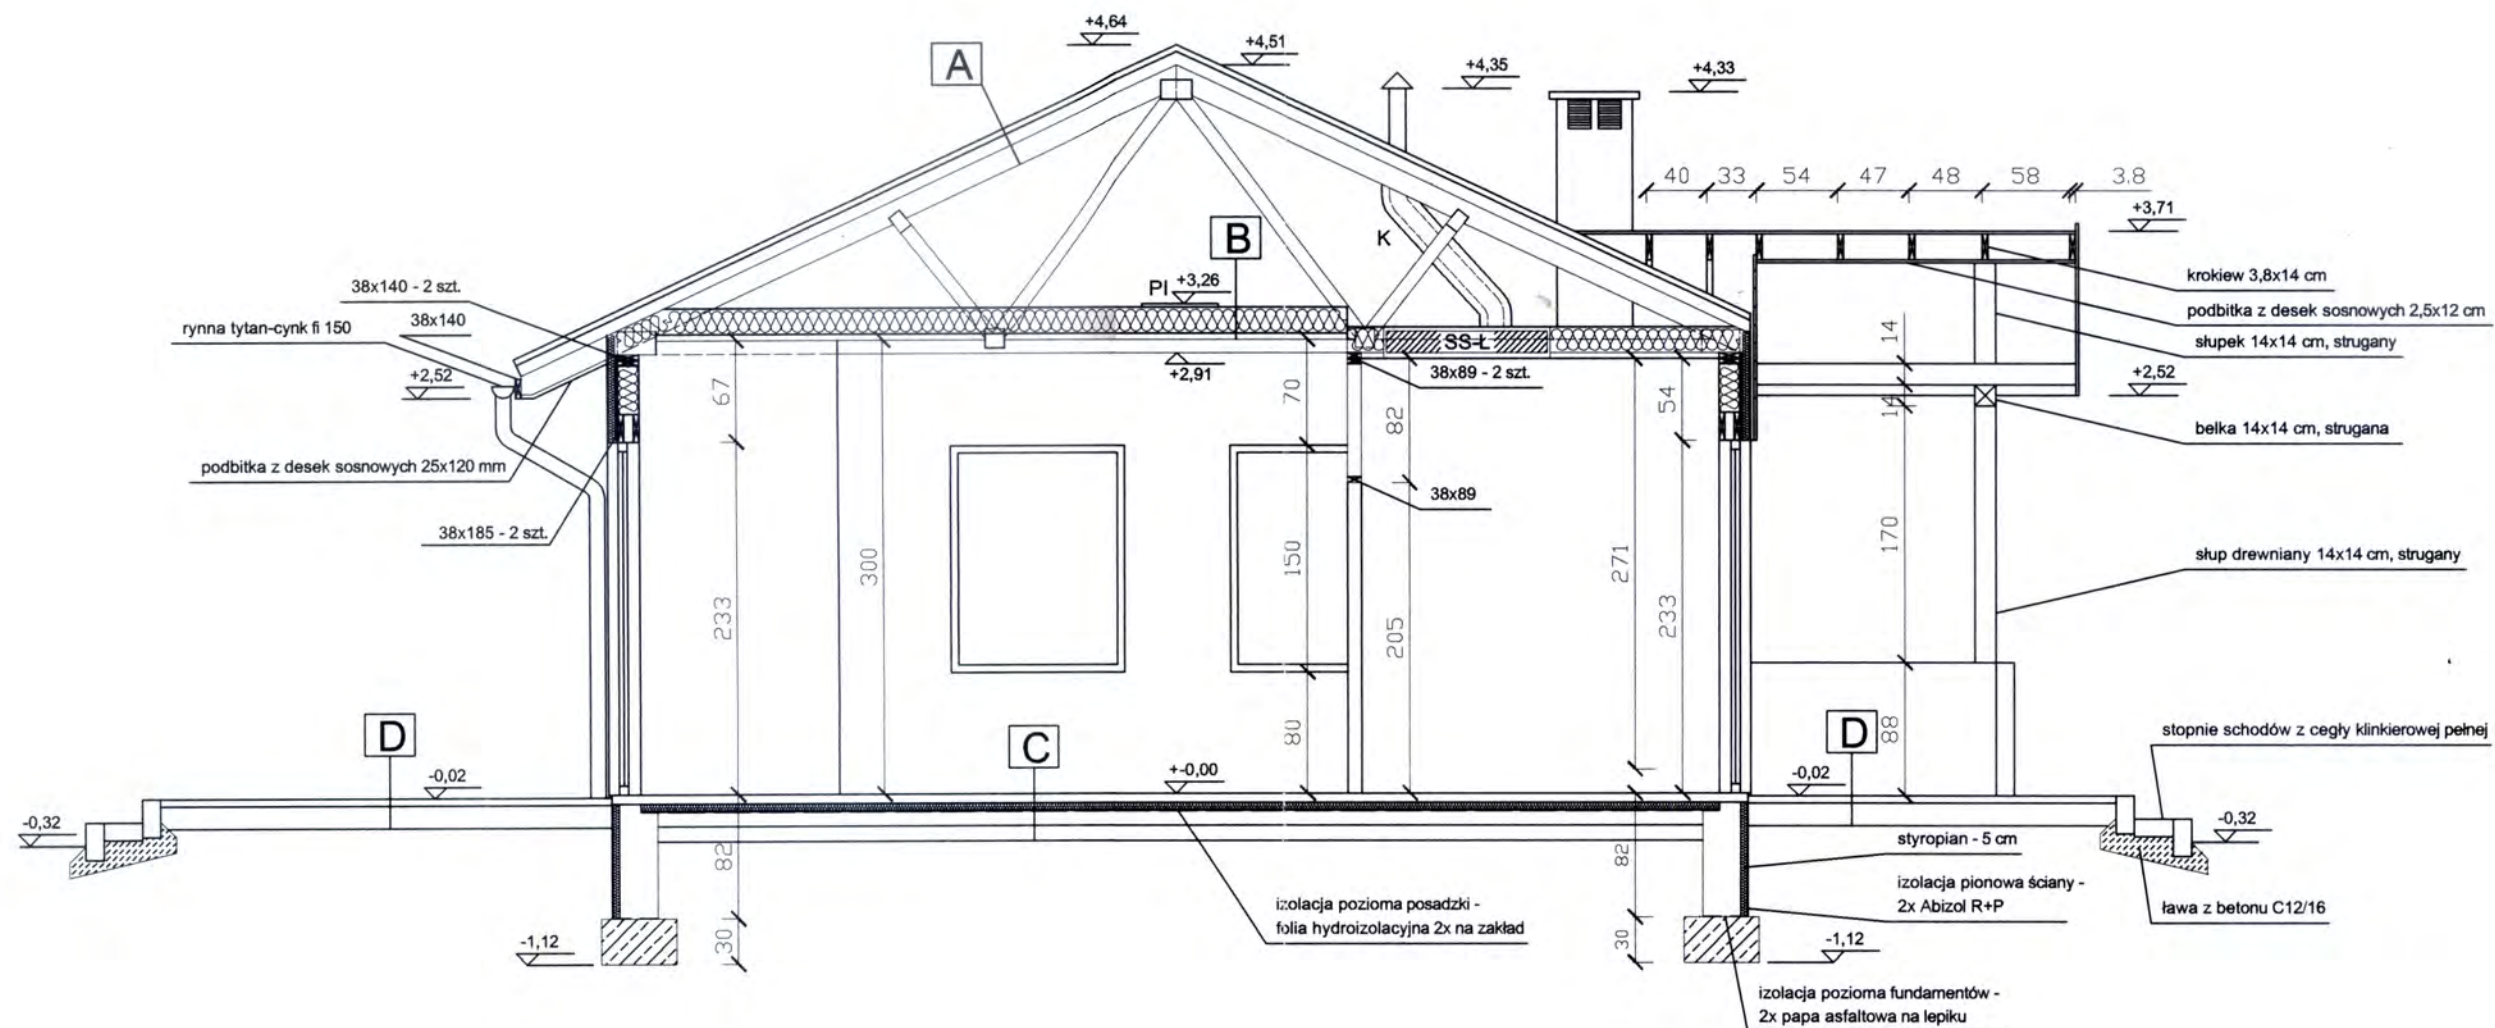 +4,64
+4,51
A
+4,35
+4,33
40 33 54 47 48 58 3.8
+3,71
B
K
38x140 - 2 szt.
PI +3,26
krokiew 3,8x14 cm
38x140
podbitka z desek sosnowych 2,5x12 cm
rynna tytan-cynk fi 150
14
SS-Ł
słupek 14x14 cm, strugany
+2,52
+2,91
38x89 - 2 szt.
+2,52
67
70
82
54
14
belka 14x14 cm, strugana
podbitka z desek sosnowych 25x120 mm
38x89
38x185 - 2 szt.
170
słup drewniany 14x14 cm, strugany
300
150
271
233
205
233
D
C
80
D
88
stopnie schodów z cegły klinkierowej pełnej
-0,02
+-0,00
-0,02
-0,32
-0,32
82
82
styropian - 5 cm
izolacja pionowa ściany -
2x Abizol R+P
izolacja pozioma posadzki -
folia hydroizolacyjna 2x na zakład
ława z betonu C12/16
-1,12
30
30
-1,12
izolacja pozioma fundamentów -
2x papa asfaltowa na lepiku